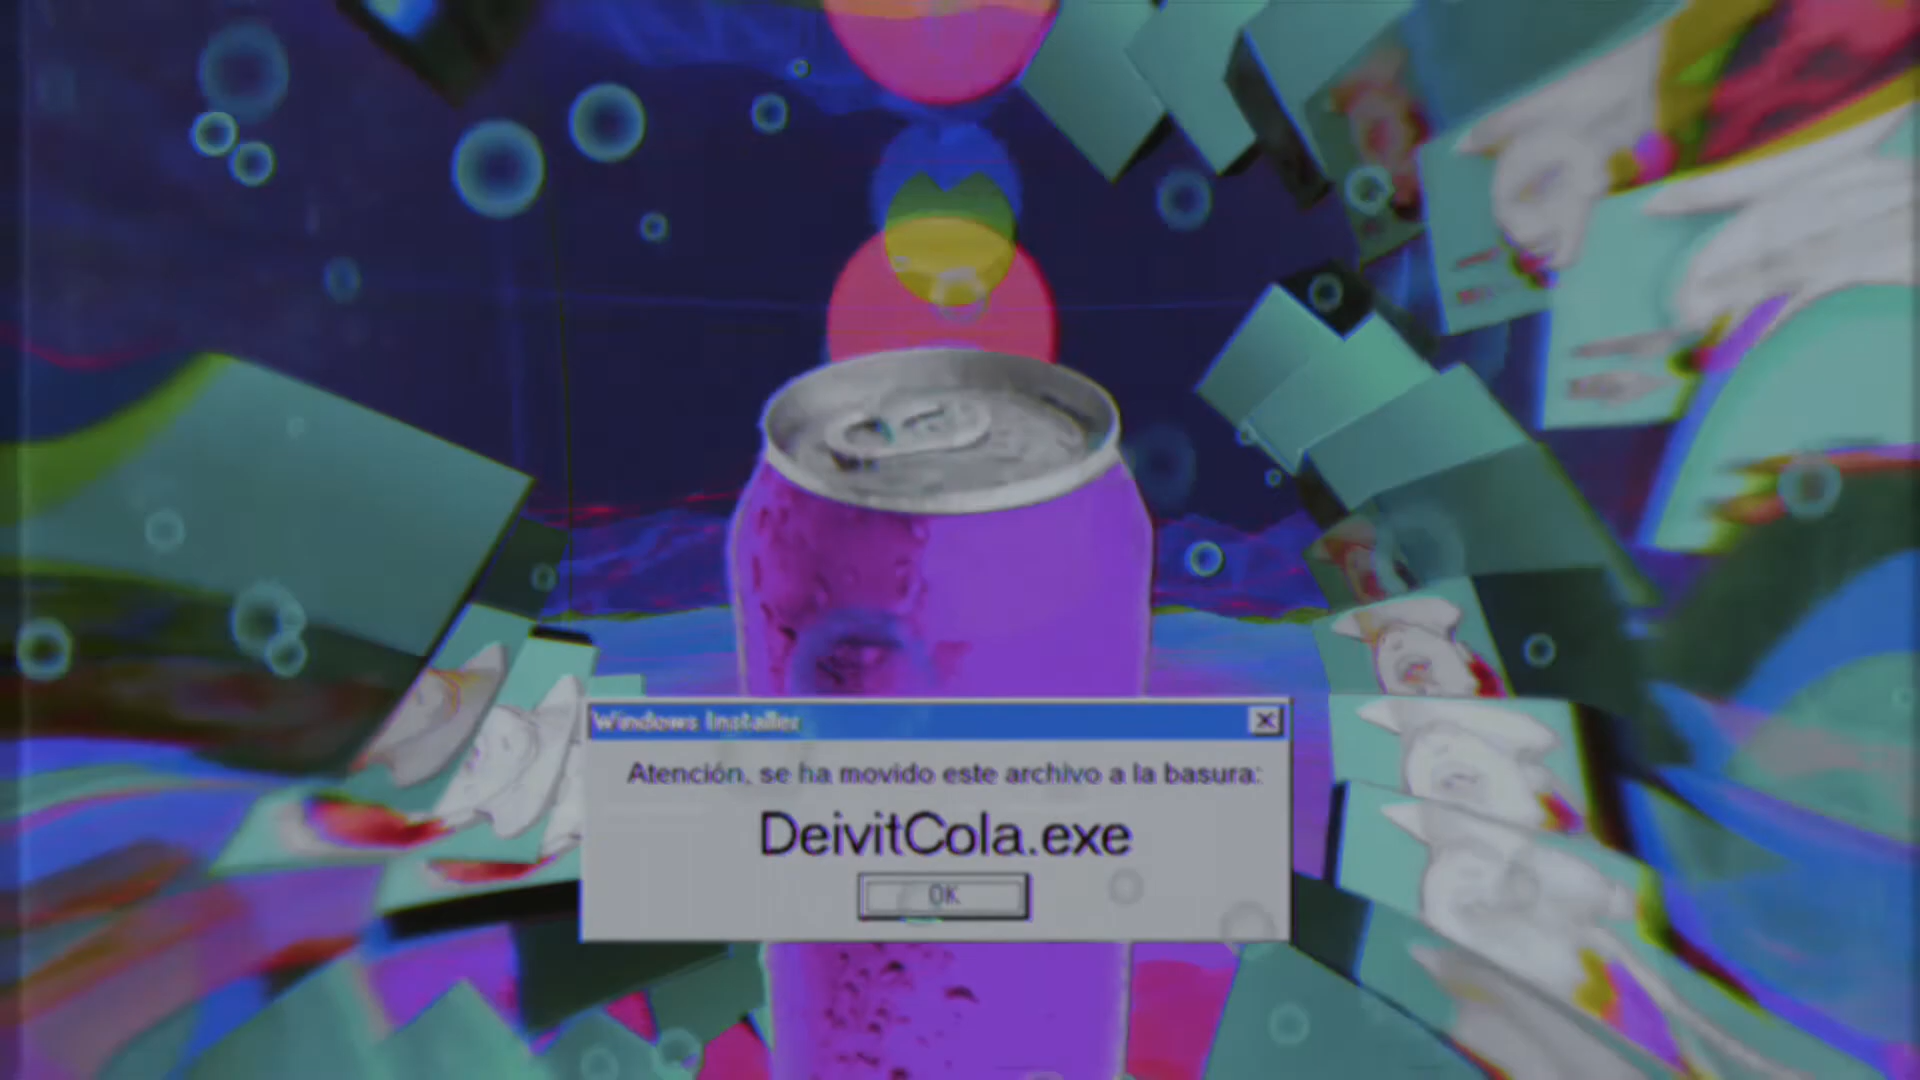 Windows Installer
Atención, se ha movido este archivo a la basura:
DeivitCola.exe
OK